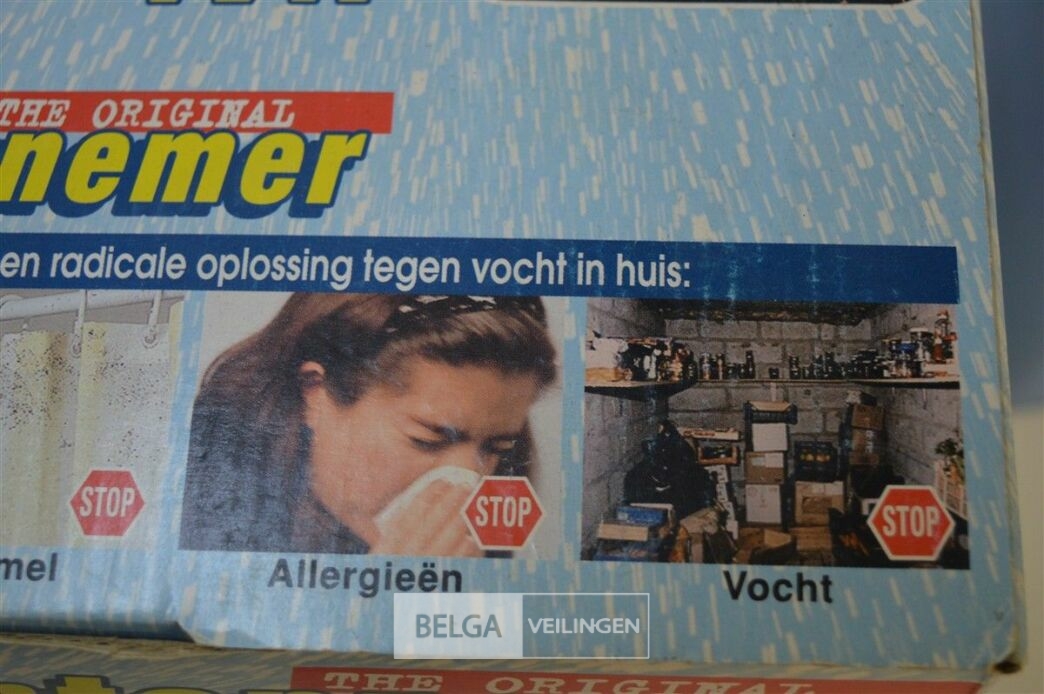 THE ORIGINAL
nemer
en radicale oplossing tegen vocht in huis:
STOP
STOP
STOP
mel
Allergieën
Vocht
BELGA VEILINGEN
THE ORIGINAL